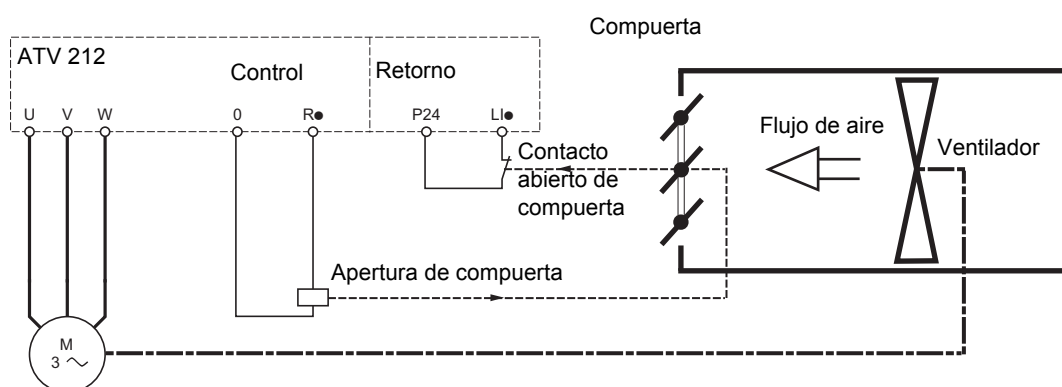 Compuerta
ATV 212
Control
Retorno
U V W 0 R● P24 LI●
Flujo de aire
Ventilador
Contacto
abierto de
compuerta
Apertura de compuerta
M
3 ~